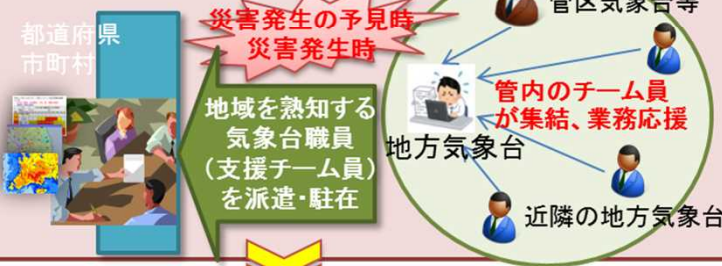 管区気象台等
災害発生の予見時
災害発生時
都道府県
市町村
地域を熟知する
気象台職員
（支援チーム員）
を派遣・駐在
管内のチーム員
が集結、業務応援
地方気象台
近隣の地方気象台